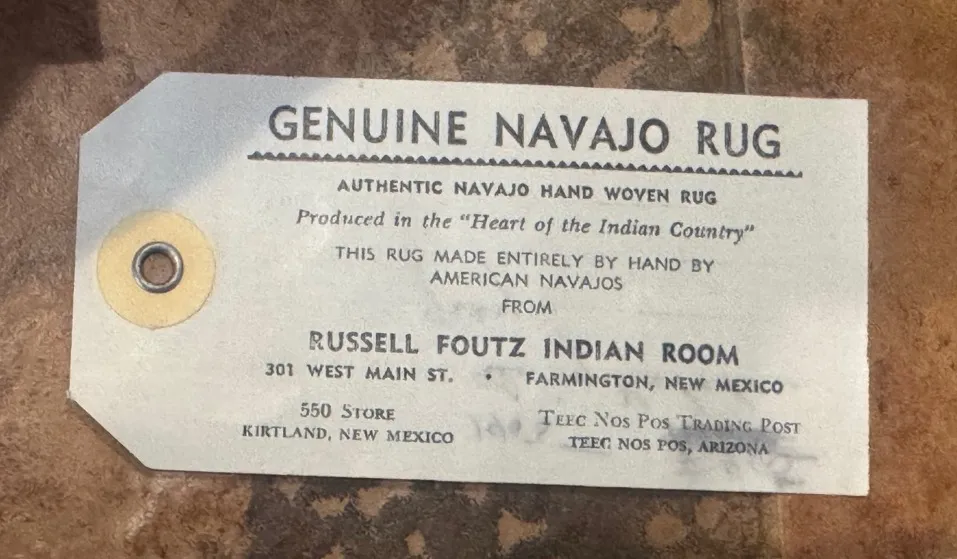 GENUINE NAVAJO RUG
AUTHENTIC NAVAJO HAND WOVEN RUG
Produced in the "Heart of the Indian Country"
THIS RUG MADE ENTIRELY BY HAND BY
AMERICAN NAVAJOS
FROM
RUSSELL FOUTZ INDIAN ROOM
301 WEST MAIN ST. • FARMINGTON, NEW MEXICO
550 STORE
KIRTLAND, NEW MEXICO
TEEC NOS POS TRADING POST
TEEC NOS POS, ARIZONA